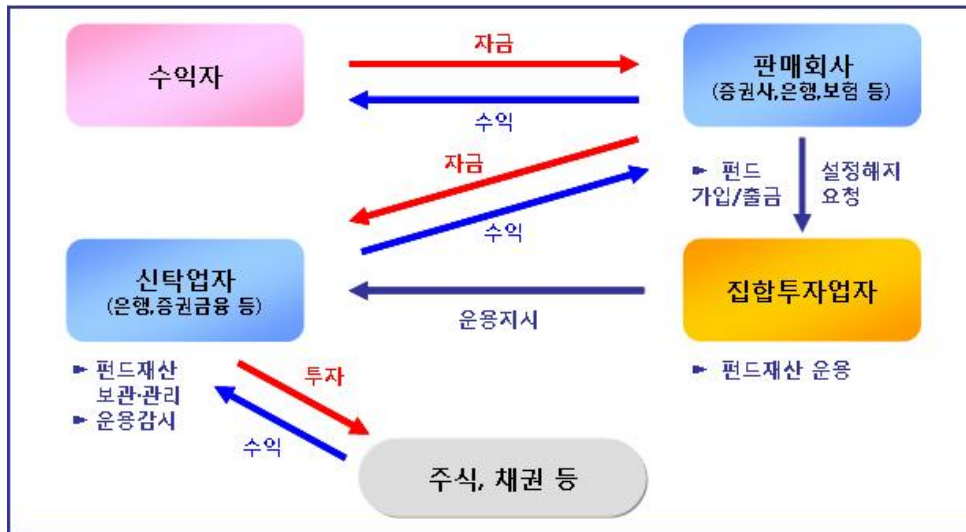 수익자
자금
수익
판매회사
(증권사,은행,보험 등)
자금
수익
► 펀드
가입/출금
설정해지
요청
신탁업자
(은행,증권금융 등)
운용지시
집합투자업자
► 펀드재산
보관·관리
► 운용감시
투자
수익
► 펀드재산 운용
주식, 채권 등